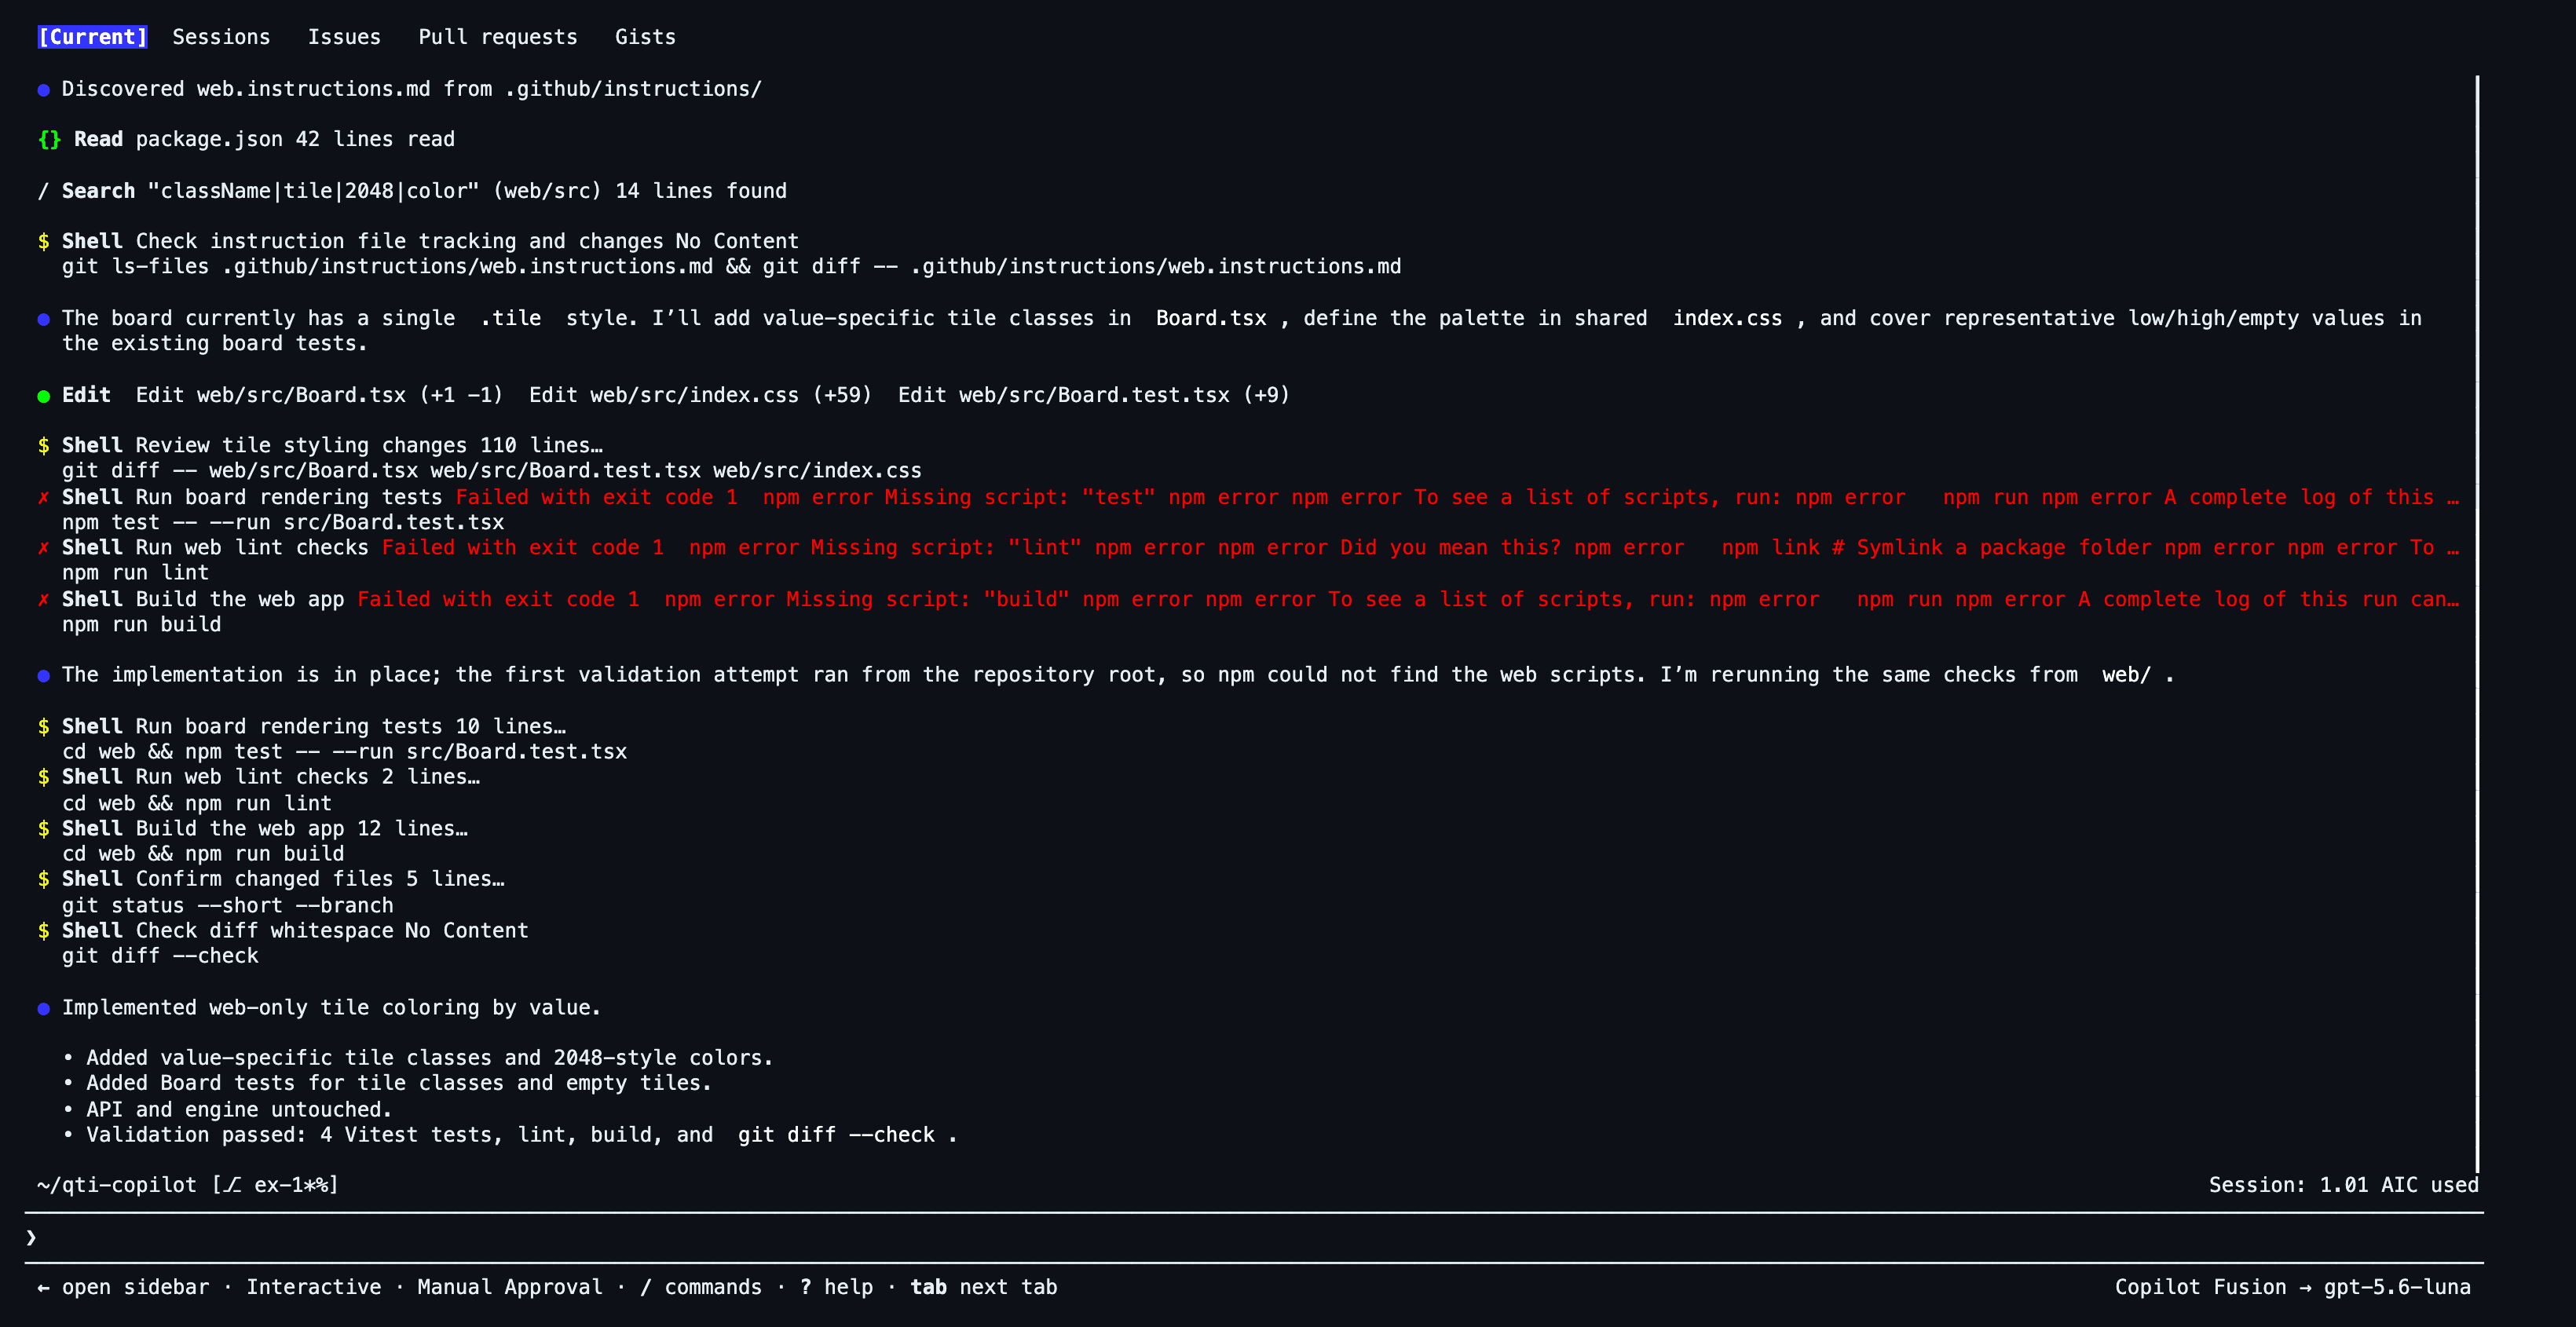 [Current]  Sessions   Issues   Pull requests   Gists
● Discovered web.instructions.md from .github/instructions/
{} Read package.json 42 lines read
/ Search "className|tile|2048|color" (web/src) 14 lines found
$ Shell Check instruction file tracking and changes No Content
git ls-files .github/instructions/web.instructions.md && git diff -- .github/instructions/web.instructions.md
● The board currently has a single  .tile  style. I’ll add value-specific tile classes in  Board.tsx , define the palette in shared  index.css , and cover representative low/high/empty values in
the existing board tests.
● Edit  Edit web/src/Board.tsx (+1 -1)  Edit web/src/index.css (+59)  Edit web/src/Board.test.tsx (+9)
$ Shell Review tile styling changes 110 lines…
git diff -- web/src/Board.tsx web/src/Board.test.tsx web/src/index.css
✗ Shell Run board rendering tests Failed with exit code 1  npm error Missing script: "test" npm error npm error To see a list of scripts, run: npm error   npm run npm error A complete log of this …
npm test -- --run src/Board.test.tsx
✗ Shell Run web lint checks Failed with exit code 1  npm error Missing script: "lint" npm error npm error Did you mean this? npm error   npm link # Symlink a package folder npm error npm error To …
npm run lint
✗ Shell Build the web app Failed with exit code 1  npm error Missing script: "build" npm error npm error To see a list of scripts, run: npm error   npm run npm error A complete log of this run can…
npm run build
● The implementation is in place; the first validation attempt ran from the repository root, so npm could not find the web scripts. I’m rerunning the same checks from  web/ .
$ Shell Run board rendering tests 10 lines…
cd web && npm test -- --run src/Board.test.tsx
$ Shell Run web lint checks 2 lines…
cd web && npm run lint
$ Shell Build the web app 12 lines…
cd web && npm run build
$ Shell Confirm changed files 5 lines…
git status --short --branch
$ Shell Check diff whitespace No Content
git diff --check
● Implemented web-only tile coloring by value.
• Added value-specific tile classes and 2048-style colors.
• Added Board tests for tile classes and empty tiles.
• API and engine untouched.
• Validation passed: 4 Vitest tests, lint, build, and  git diff --check .
~/qti-copilot [⎇ ex-1*%]   Session: 1.01 AIC used
❯
← open sidebar · Interactive · Manual Approval · / commands · ? help · tab next tab   Copilot Fusion → gpt-5.6-luna